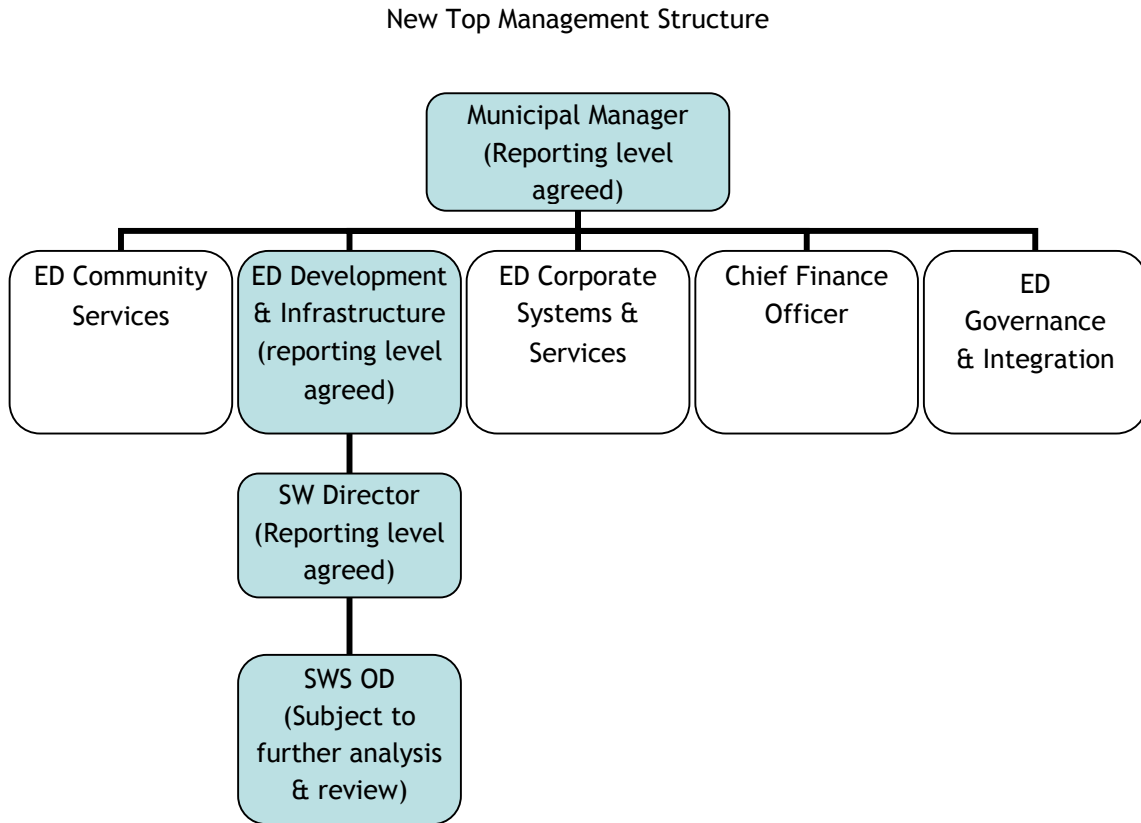 New Top Management Structure
Municipal Manager
(Reporting level
agreed)
ED Community
Services
ED Development
& Infrastructure
(reporting level
agreed)
ED Corporate
Systems &
Services
Chief Finance
Officer
ED
Governance
& Integration
SW Director
(Reporting level
agreed)
SWS OD
(Subject to
further analysis
& review)